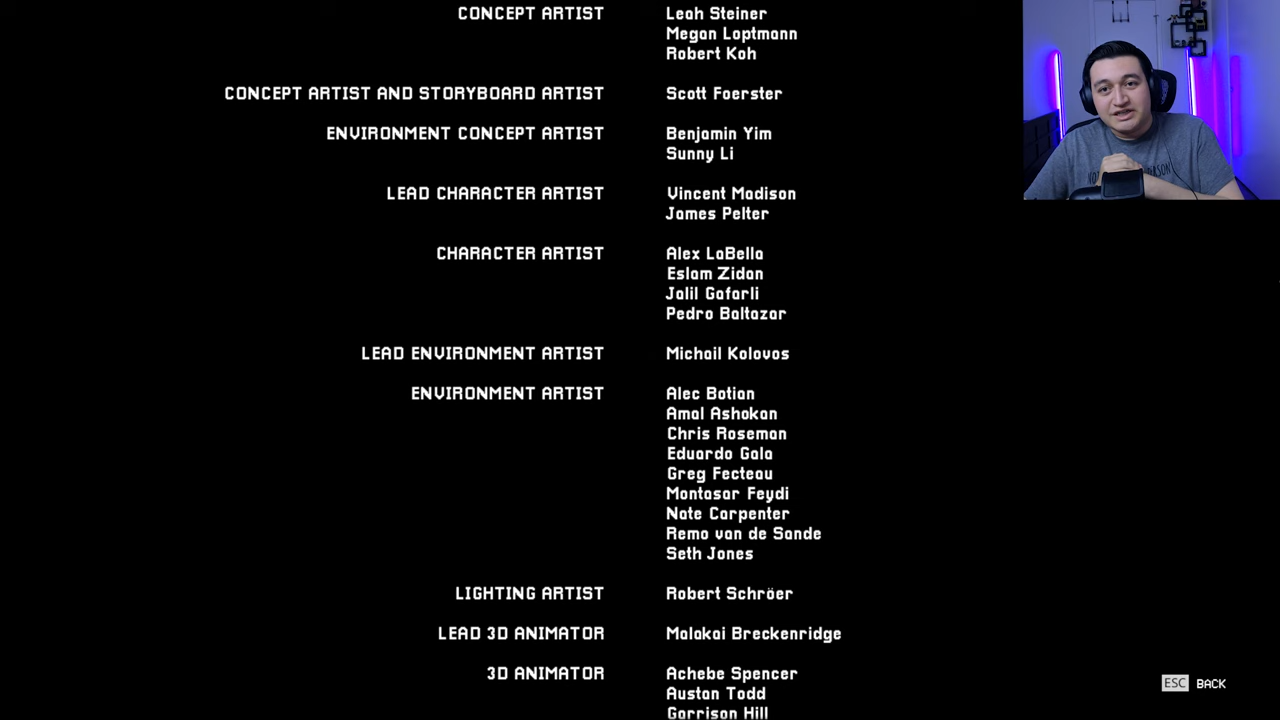 CONCEPT ARTIST Leah Steiner
Megan Loptmann
Robert Koh
CONCEPT ARTIST AND STORYBOARD ARTIST Scott Foerster
ENVIRONMENT CONCEPT ARTIST Benjamin Yim
Sunny Li
LEAD CHARACTER ARTIST Vincent Madison
James Pelter
CHARACTER ARTIST Alex LaBella
Eslam Zidan
Jalil Gafarli
Pedro Baltazar
LEAD ENVIRONMENT ARTIST Michail Kolovos
ENVIRONMENT ARTIST Alec Botian
Amal Ashokan
Chris Roseman
Eduardo Gala
Greg Fecteau
Montasar Feydi
Nate Carpenter
Remo van de Sande
Seth Jones
LIGHTING ARTIST Robert Schröer
LEAD 3D ANIMATOR Malakai Breckenridge
3D ANIMATOR Achebe Spencer
Austan Todd
Garrison Hill
ESC BACK